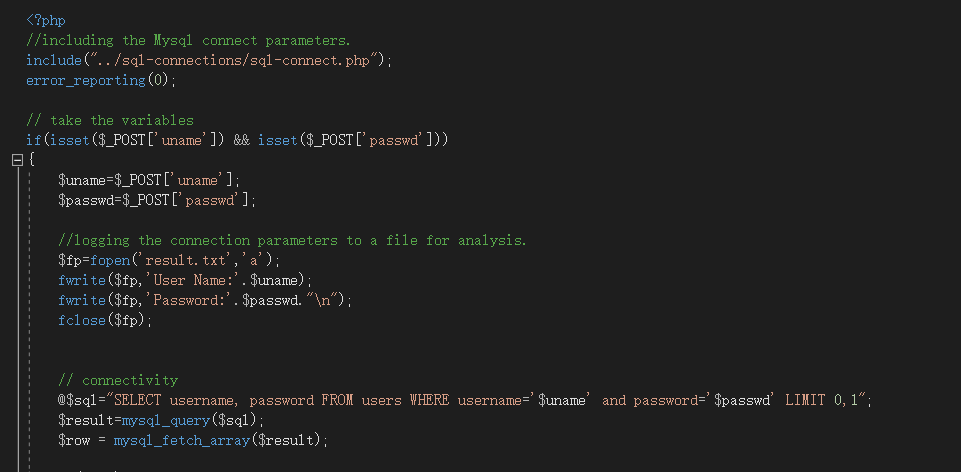 <?php
//including the Mysql connect parameters.
include("../sql-connections/sql-connect.php");
error_reporting(0);
// take the variables
if(isset($_POST['uname']) && isset($_POST['passwd']))
{
$uname=$_POST['uname'];
$passwd=$_POST['passwd'];
//logging the connection parameters to a file for analysis.
$fp=fopen('result.txt','a');
fwrite($fp,'User Name:'.$uname);
fwrite($fp,'Password:'.$passwd."\n");
fclose($fp);
// connectivity
@$sql="SELECT username, password FROM users WHERE username='$uname' and password='$passwd' LIMIT 0,1";
$result=mysql_query($sql);
$row = mysql_fetch_array($result);